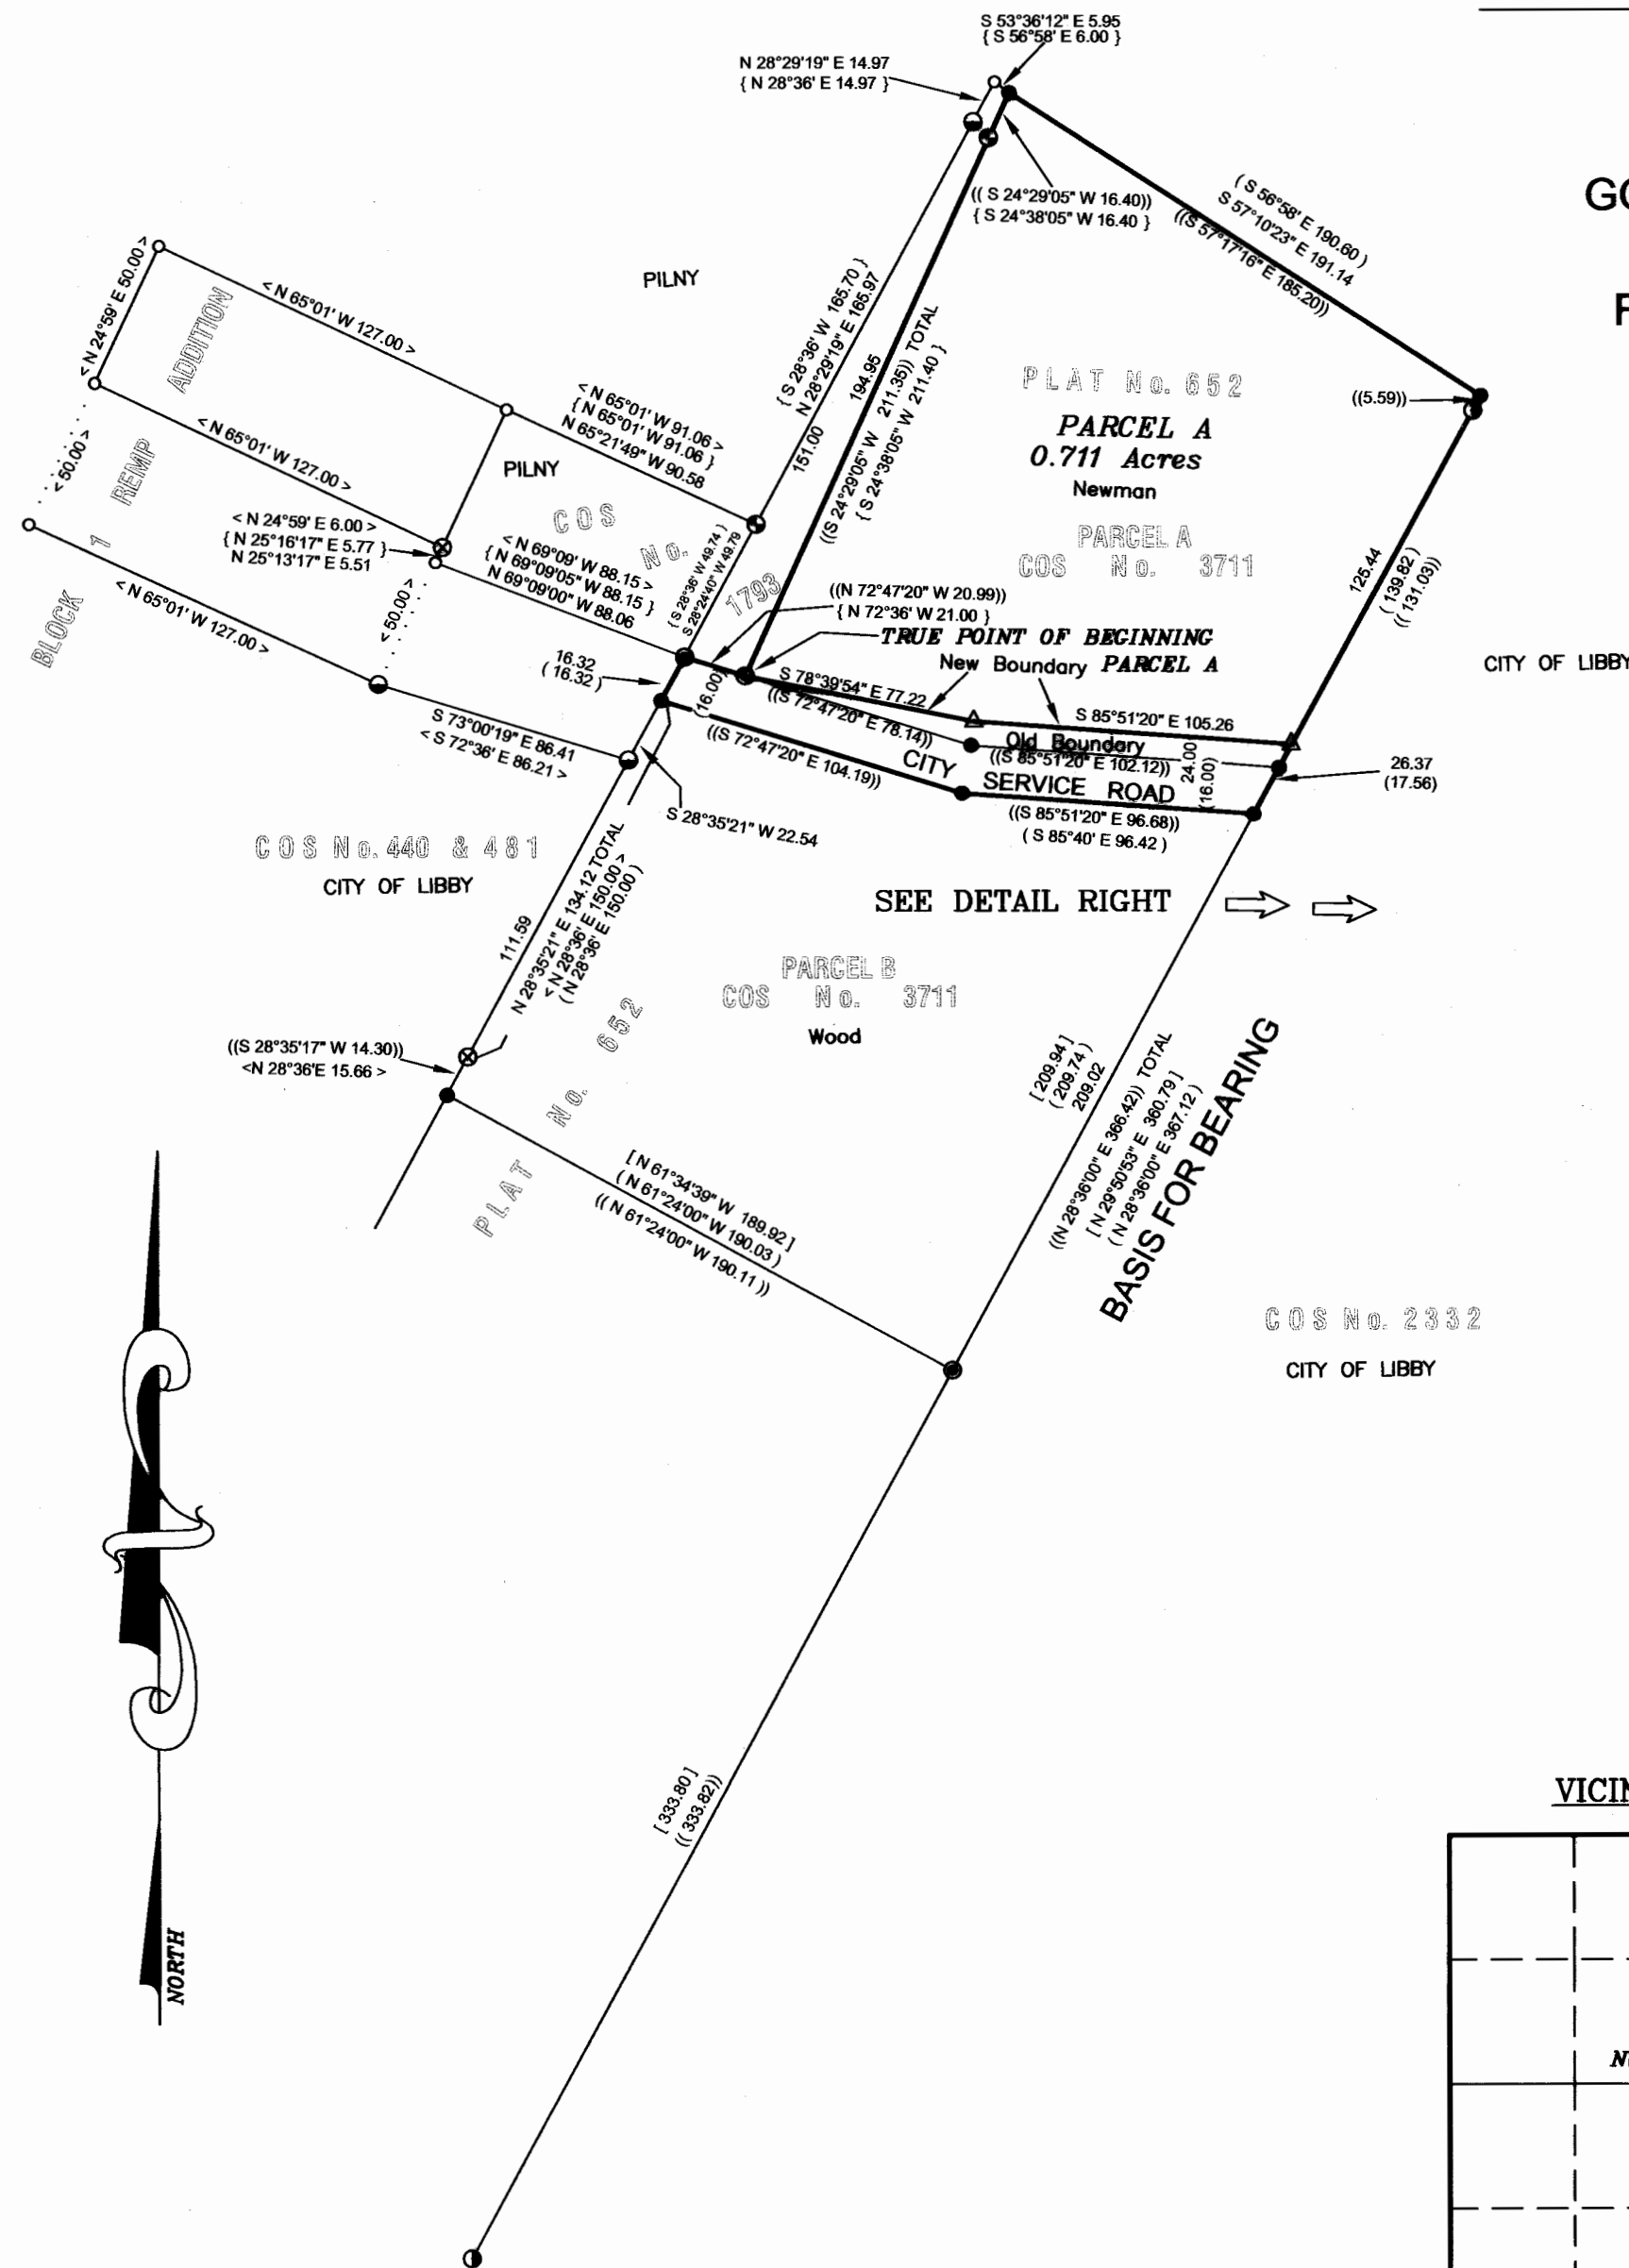 S 53°36'12" E 5.95
{ S 56°58' E 6.00 }
N 28°29'19" E 14.97
{ N 28°36' E 14.97 }
(( S 24°29'05" W 16.40))
{ S 24°38'05" W 16.40 }
( S 56°58' E 190.60 )
S 57°10'23" E 191.14
((S 57°17'16" E 185.20))
< N 24°59' E 50.00 >
ADDITION
< N 65°01' W 127.00 >
PILNY
{ S 28°36' W 165.70 }
N 28°29'19" E 165.97
151.00
194.95
((S 24°29'05" W 211.35)) TOTAL
{ S 24°38'05" W 211.40 }
PLAT No. 652
PARCEL A
0.711 Acres
Newman
PARCEL A
COS No. 3711
((5.59))
125.44
( 139.82 )
(( 131.03))
< 50.00 >
REMP
< N 65°01' W 127.00 >
PILNY
< N 65°01' W 91.06 >
{ N 65°01' W 91.06 }
N 65°21'49" W 90.58
COS No. 1793
< N 24°59' E 6.00 >
{ N 25°16'17" E 5.77 }
N 25°13'17" E 5.51
< N 69°09' W 88.15 >
{ N 69°09'05" W 88.15 }
N 69°09'00" W 88.06
{ S 28°36' W 49.74 }
S 28°24'40" W 49.79
1
BLOCK
< N 65°01' W 127.00 >
< 50.00 >
((N 72°47'20" W 20.99))
{ N 72°36' W 21.00 }
TRUE POINT OF BEGINNING
New Boundary PARCEL A
CITY OF LIBBY
16.32
( 16.32 )
(16.00)
S 78°39'54" E 77.22
((S 72°47'20" E 78.14))
S 85°51'20" E 105.26
Old Boundary
((S 85°51'20" E 102.12))
24.00
(16.00)
26.37
(17.56)
S 73°00'19" E 86.41
< S 72°36' E 86.21 >
((S 72°47'20" E 104.19))
CITY SERVICE ROAD
((S 85°51'20" E 96.68))
( S 85°40' E 96.42 )
S 28°35'21" W 22.54
COS No. 440 & 481
CITY OF LIBBY
SEE DETAIL RIGHT
111.59
N 28°35'21" E 134.12 TOTAL
< N 28°36' E 150.00 >
( N 28°36' E 150.00 )
PARCEL B
COS No. 3711
Wood
((S 28°35'17" W 14.30))
<N 28°36'E 15.66 >
PLAT No. 652
[ 209.94 ]
( 209.74 )
209.02
((N 28°36'00" E 366.42)) TOTAL
[ N 29°50'53" E 360.79 ]
( N 28°36'00" E 367.12 )
BASIS FOR BEARING
[ N 61°34'39" W 189.92 ]
( N 61°24'00" W 190.03 )
(( N 61°24'00" W 190.11 ))
COS No. 2332
CITY OF LIBBY
[ 333.80 ]
(( 333.82))
NORTH